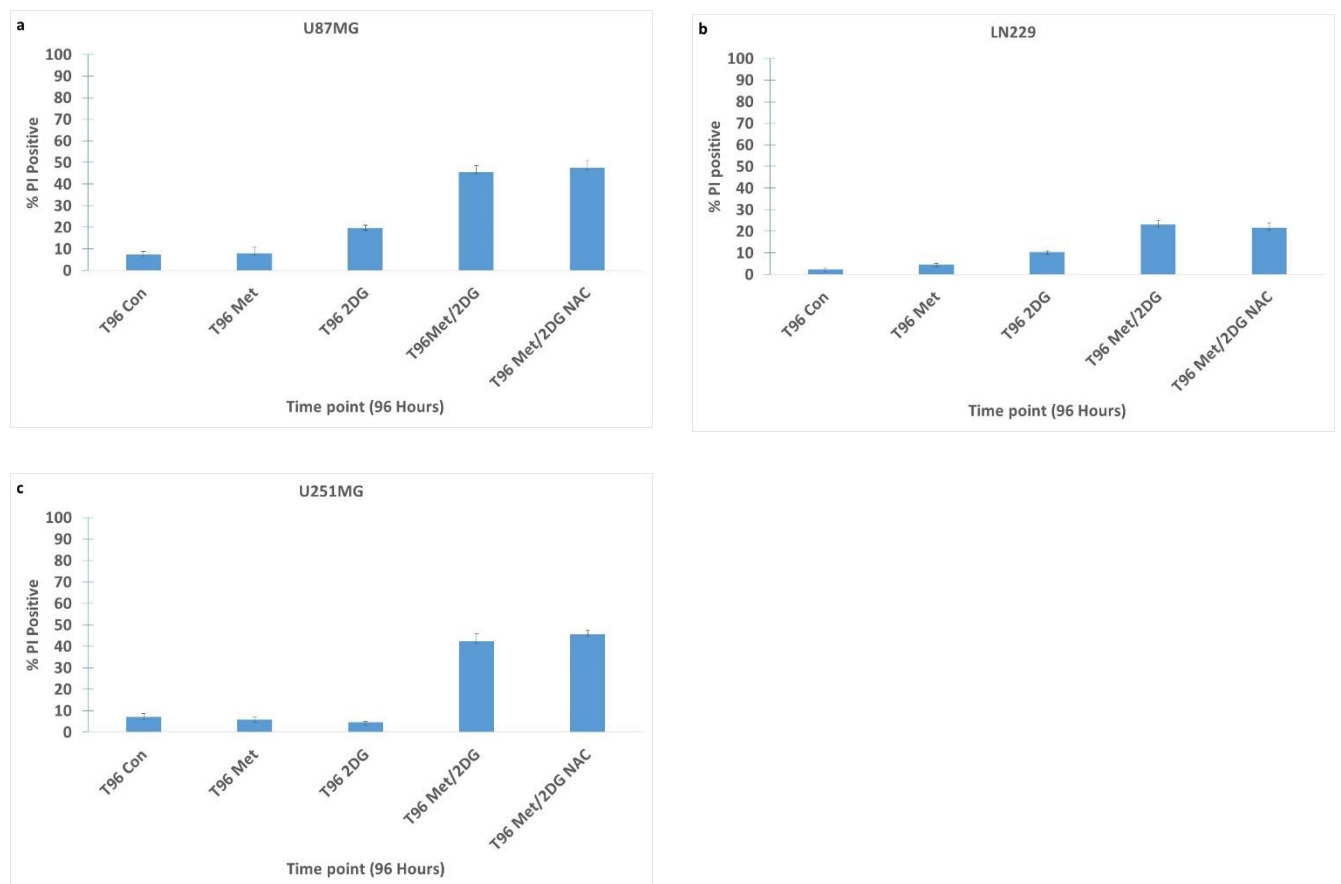 a
U87MG
100
90
80
70
60
50
40
30
20
10
0
% PI Positive
T96 Con
T96 Met
T96 2DG
T96Met/2DG
T96 Met/2DG NAC
Time point (96 Hours)
b
LN229
100
90
80
70
60
50
40
30
20
10
0
% PI positive
T96 Con
T96 Met
T96 2DG
T96 Met/2DG
T96 Met/2DG NAC
Time point (96 Hours)
c
U251MG
100
90
80
70
60
50
40
30
20
10
0
% PI Positive
T96 Con
T96 Met
T96 2DG
T96 Met/2DG
T96 Met/2DG NAC
Time point (96 Hours)